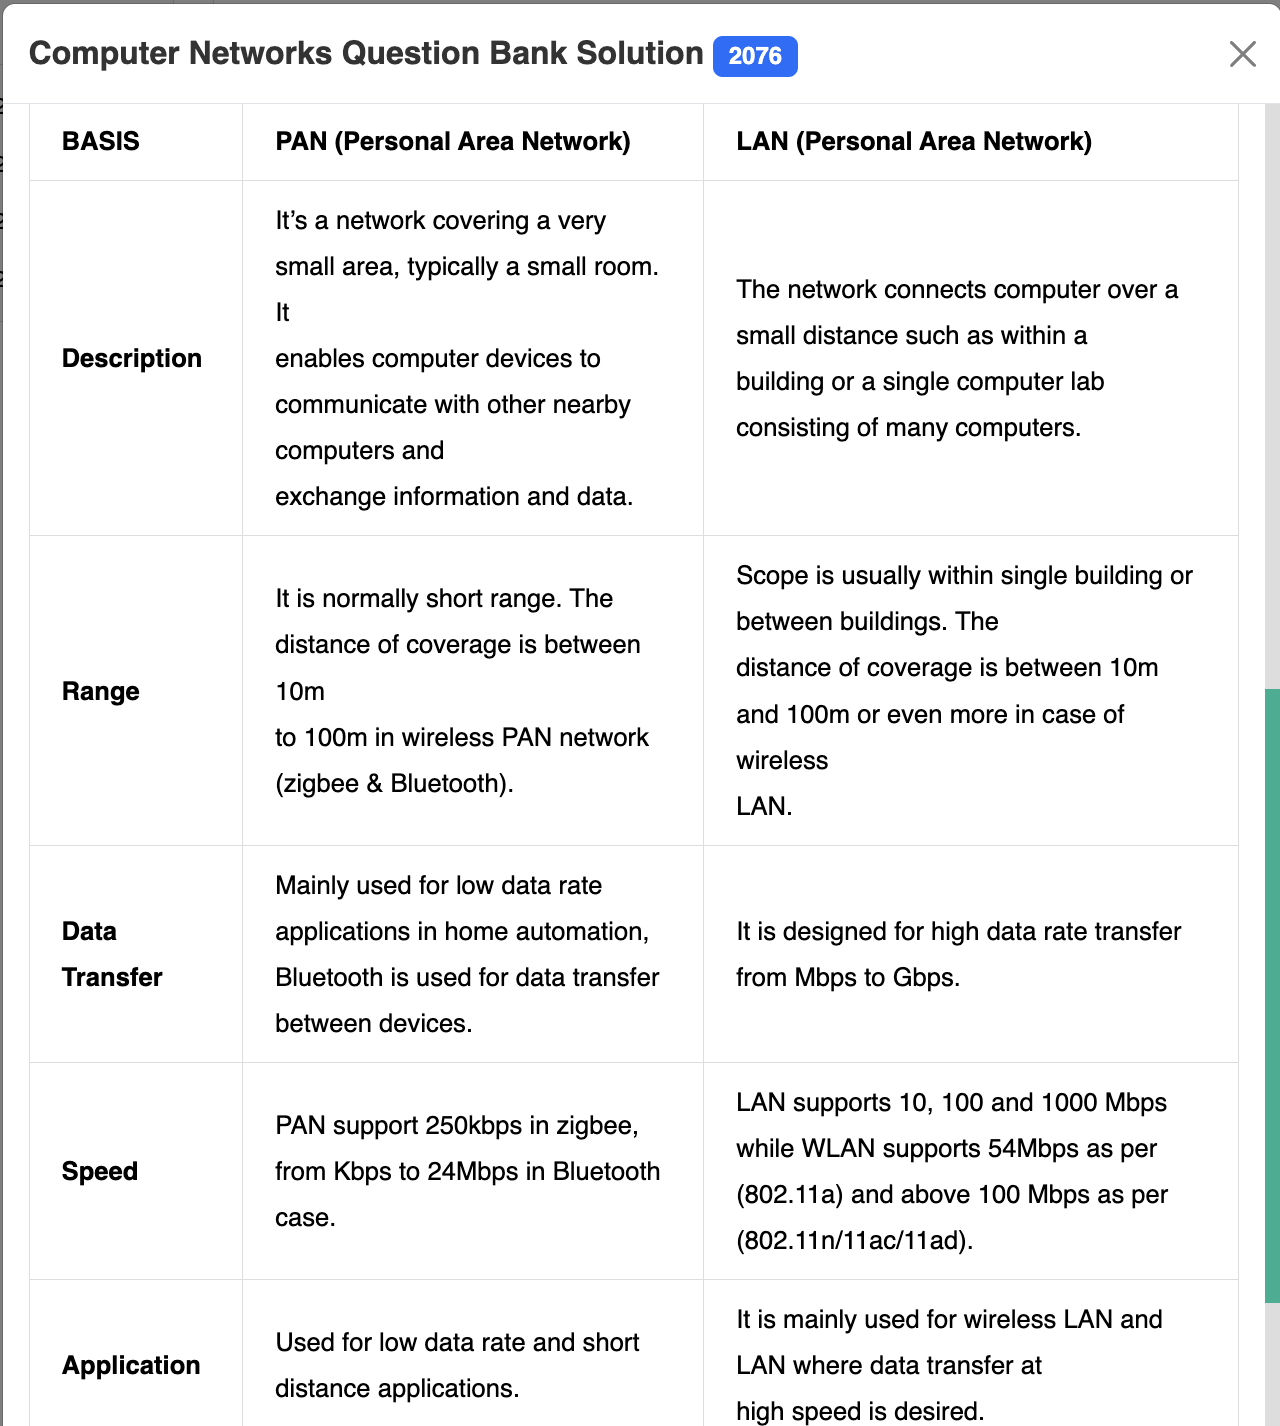 Computer Networks Question Bank Solution 2076
BASIS
PAN (Personal Area Network)
LAN (Personal Area Network)
Description
It’s a network covering a very
small area, typically a small room.
It
enables computer devices to
communicate with other nearby
computers and
exchange information and data.
The network connects computer over a
small distance such as within a
building or a single computer lab
consisting of many computers.
Range
It is normally short range. The
distance of coverage is between
10m
to 100m in wireless PAN network
(zigbee & Bluetooth).
Scope is usually within single building or
between buildings. The
distance of coverage is between 10m
and 100m or even more in case of
wireless
LAN.
Data
Transfer
Mainly used for low data rate
applications in home automation,
Bluetooth is used for data transfer
between devices.
It is designed for high data rate transfer
from Mbps to Gbps.
Speed
PAN support 250kbps in zigbee,
from Kbps to 24Mbps in Bluetooth
case.
LAN supports 10, 100 and 1000 Mbps
while WLAN supports 54Mbps as per
(802.11a) and above 100 Mbps as per
(802.11n/11ac/11ad).
Application
Used for low data rate and short
distance applications.
It is mainly used for wireless LAN and
LAN where data transfer at
high speed is desired.